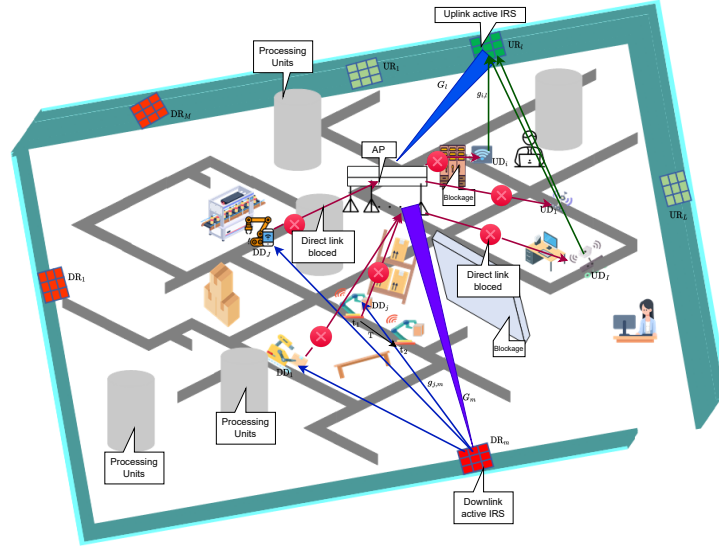 Uplink active IRS
UR_l
Processing
Units
UR_1
G_l
g_{i,l}
DR_M
AP
UD_i
Blockage
UR_L
UD_1
Direct link
bloced
DD_J
Direct link
bloced
UD_I
DR_1
DD_j
t_1
T
t_2
Blockage
DD_1
g_{j,m}
G_m
Processing
Units
Processing
Units
DR_m
Downlink
active IRS